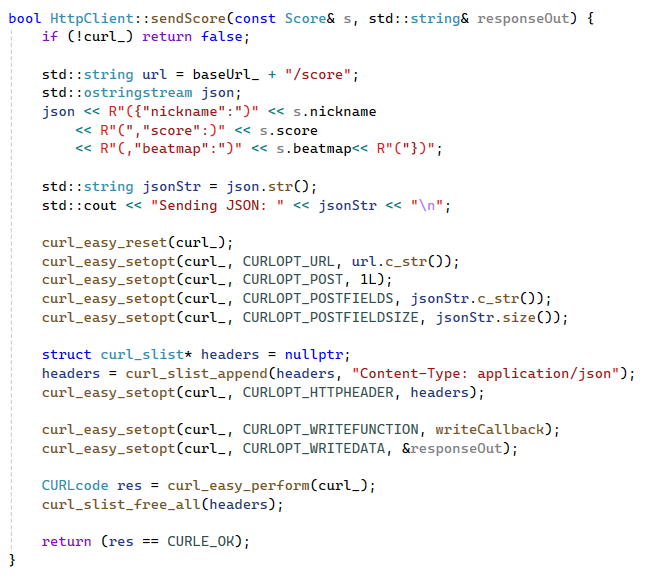 bool HttpClient::sendScore(const Score& s, std::string& responseOut) {
    if (!curl_) return false;

    std::string url = baseUrl_ + "/score";
    std::ostringstream json;
    json << R"({"nickname":")" << s.nickname
        << R"(","score":)" << s.score
        << R"(,"beatmap":")" << s.beatmap<< R"("})";

    std::string jsonStr = json.str();
    std::cout << "Sending JSON: " << jsonStr << "\n";

    curl_easy_reset(curl_);
    curl_easy_setopt(curl_, CURLOPT_URL, url.c_str());
    curl_easy_setopt(curl_, CURLOPT_POST, 1L);
    curl_easy_setopt(curl_, CURLOPT_POSTFIELDS, jsonStr.c_str());
    curl_easy_setopt(curl_, CURLOPT_POSTFIELDSIZE, jsonStr.size());

    struct curl_slist* headers = nullptr;
    headers = curl_slist_append(headers, "Content-Type: application/json");
    curl_easy_setopt(curl_, CURLOPT_HTTPHEADER, headers);

    curl_easy_setopt(curl_, CURLOPT_WRITEFUNCTION, writeCallback);
    curl_easy_setopt(curl_, CURLOPT_WRITEDATA, &responseOut);

    CURLcode res = curl_easy_perform(curl_);
    curl_slist_free_all(headers);

    return (res == CURLE_OK);
}